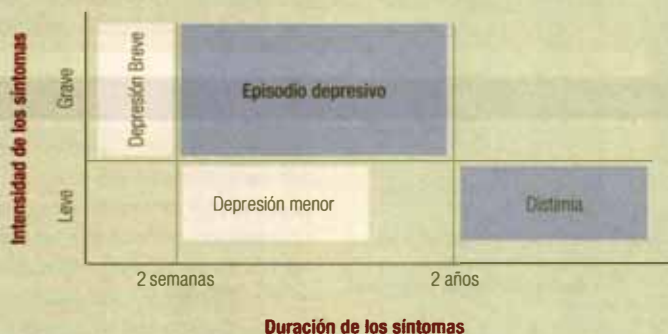 Intensidad de los síntomas
Grave
Leve
Depresión Breve
Episodio depresivo
Depresión menor
Distimia
2 semanas
2 años
Duración de los síntomas